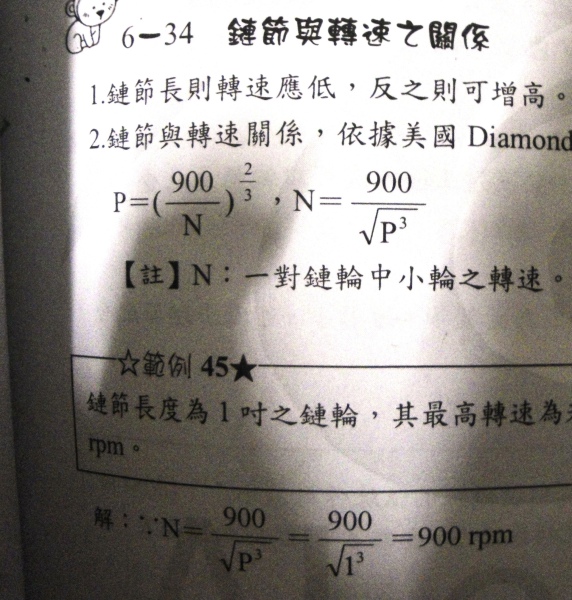 6-34 鏈節與轉速之關係
1.鏈節長則轉速應低，反之則可增高。
2.鏈節與轉速關係，依據美國 Diamond
P=(900/N)^(2/3)，N=900/√P³
【註】N：一對鏈輪中小輪之轉速。
☆範例 45★
鏈節長度為 1 吋之鏈輪，其最高轉速為
rpm。
解：∵N=900/√P³=900/√1³=900 rpm